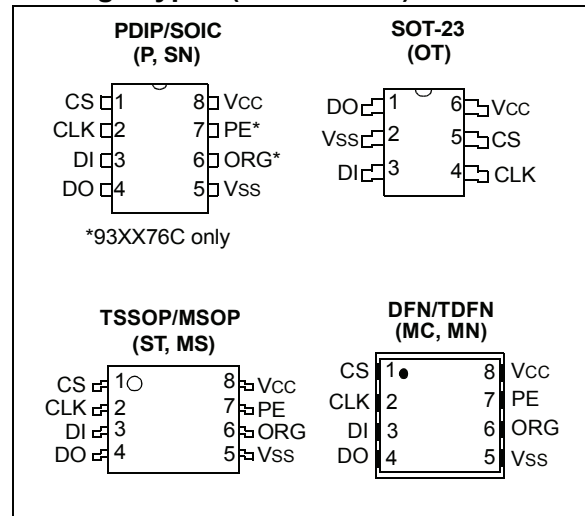 PDIP/SOIC
(P, SN)
CS 1 8 VCC
CLK 2 7 PE*
DI 3 6 ORG*
DO 4 5 VSS
*93XX76C only
SOT-23
(OT)
DO 1 6 VCC
VSS 2 5 CS
DI 3 4 CLK
TSSOP/MSOP
(ST, MS)
CS 1 8 VCC
CLK 2 7 PE
DI 3 6 ORG
DO 4 5 VSS
DFN/TDFN
(MC, MN)
CS 1 8 VCC
CLK 2 7 PE
DI 3 6 ORG
DO 4 5 VSS